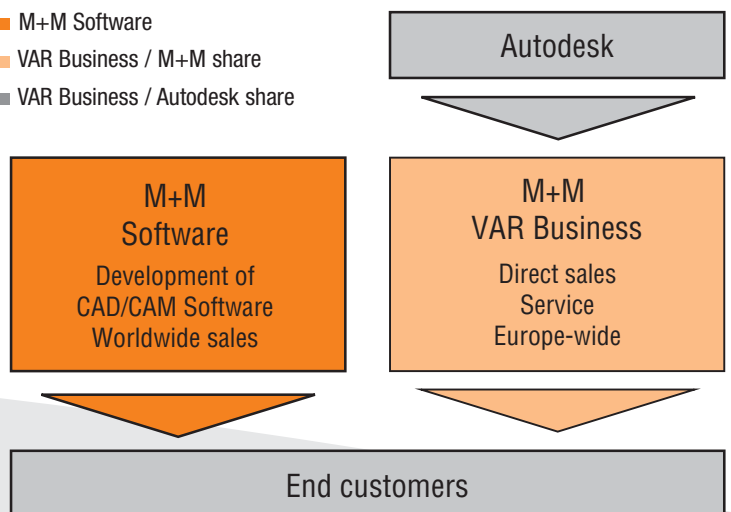 M+M Software
VAR Business / M+M share
VAR Business / Autodesk share
Autodesk
M+M
Software
Development of
CAD/CAM Software
Worldwide sales
M+M
VAR Business
Direct sales
Service
Europe-wide
End customers